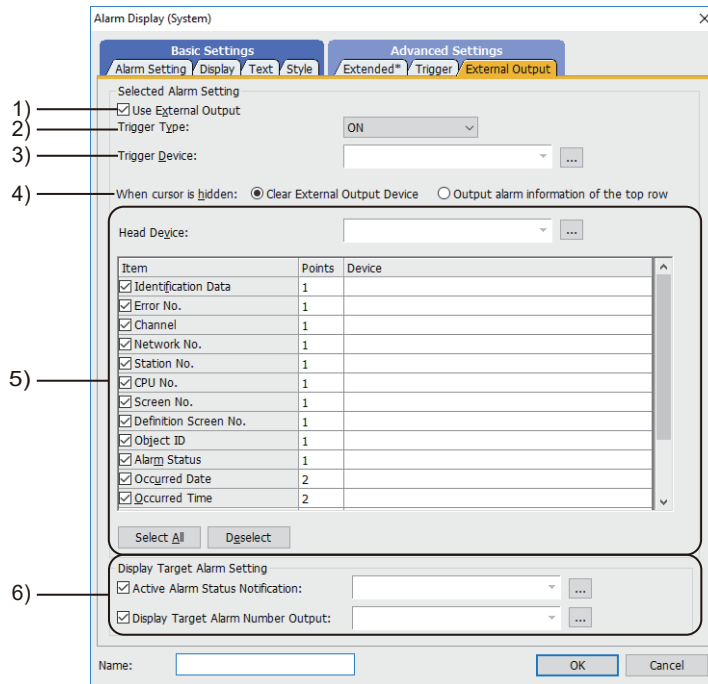 Alarm Display (System)
Basic Settings Advanced Settings
Alarm Setting Display Text Style Extended* Trigger External Output
Selected Alarm Setting
1) Use External Output
2) Trigger Type: ON
3) Trigger Device: ...
4) When cursor is hidden: Clear External Output Device Output alarm information of the top row
5)
Head Device: ...
Item Points Device
Identification Data 1
Error No. 1
Channel 1
Network No. 1
Station No. 1
CPU No. 1
Screen No. 1
Definition Screen No. 1
Object ID 1
Alarm Status 1
Occurred Date 2
Occurred Time 2
Select All Deselect
6)
Display Target Alarm Setting
Active Alarm Status Notification: ...
Display Target Alarm Number Output: ...
Name: OK Cancel